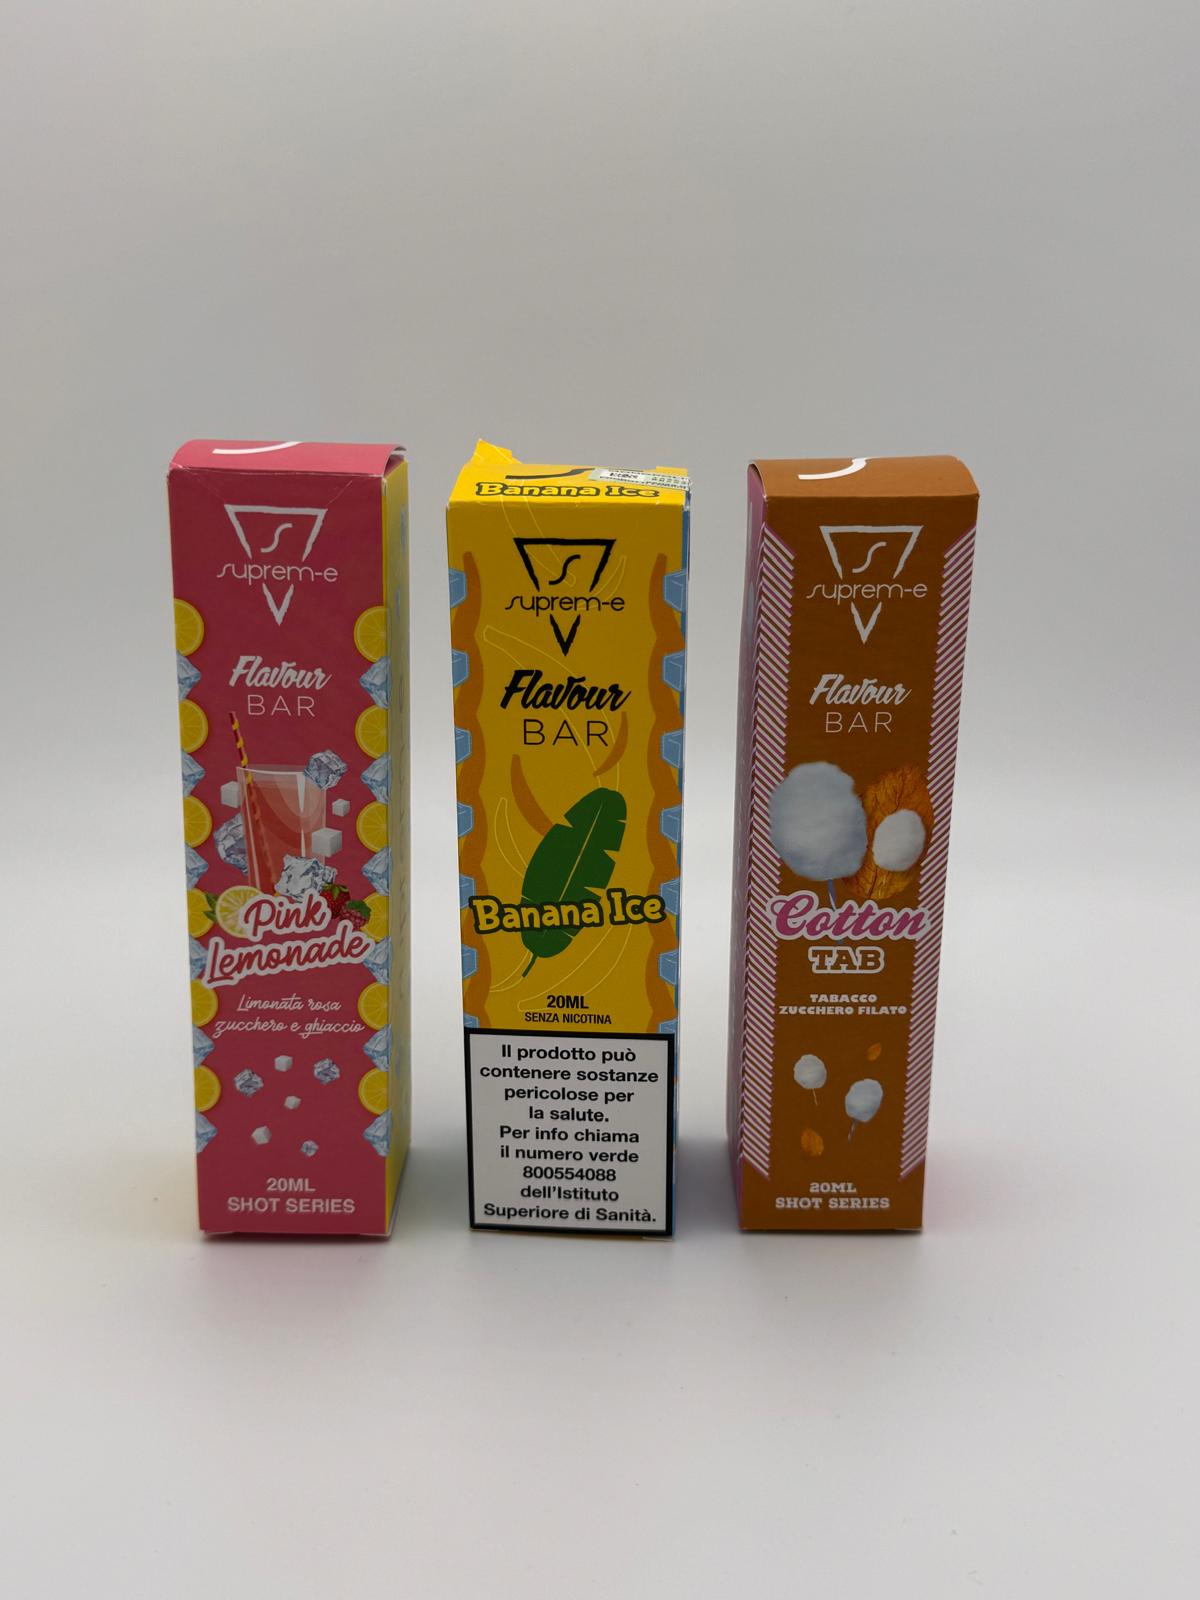 suprem-e
Flavour
BAR
Pink
Lemonade
Limonata rosa
zucchero e ghiaccio
20ML
SHOT SERIES
Banana Ice
suprem-e
Flavour
BAR
Banana Ice
20ML
SENZA NICOTINA
Il prodotto può
contenere sostanze
pericolose per
la salute.
Per info chiama
il numero verde
800554088
dell'Istituto
Superiore di Sanità.
suprem-e
Flavour
BAR
Cotton
TAB
TABACCO
ZUCCHERO FILATO
20ML
SHOT SERIES